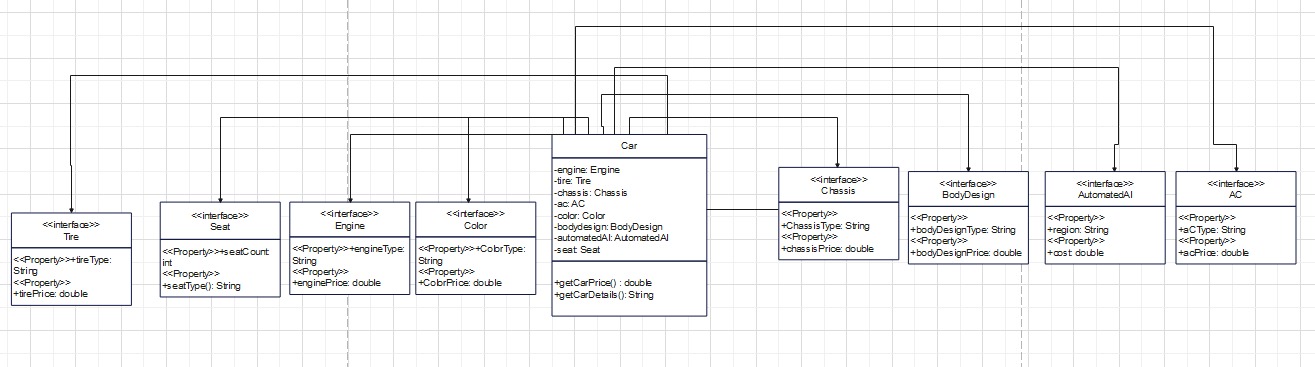 <<interface>>
Tire
<<Property>>+tireType:
String
<<Property>>
+tirePrice: double
<<interface>>
Seat
<<Property>>+seatCount:
int
<<Property>>
+seatType(): String
<<interface>>
Engine
<<Property>>+engineType:
String
<<Property>>
+enginePrice: double
<<interface>>
Color
<<Property>>+ColorType:
String
<<Property>>
+ColorPrice: double
Car
-engine: Engine
-tire: Tire
-chassis: Chassis
-ac: AC
-color: Color
-bodydesign: BodyDesign
-automatedAI: AutomatedAI
-seat: Seat
+getCarPrice() : double
+getCarDetails(): String
<<interface>>
Chassis
<<Property>>
+ChassisType: String
<<Property>>
+chassisPrice: double
<<interface>>
BodyDesign
<<Property>>
+bodyDesignType: String
<<Property>>
+bodyDesignPrice: double
<<interface>>
AutomatedAI
<<Property>>
+region: String
<<Property>>
+cost: double
<<interface>>
AC
<<Property>>
+aCType: String
<<Property>>
+acPrice: double